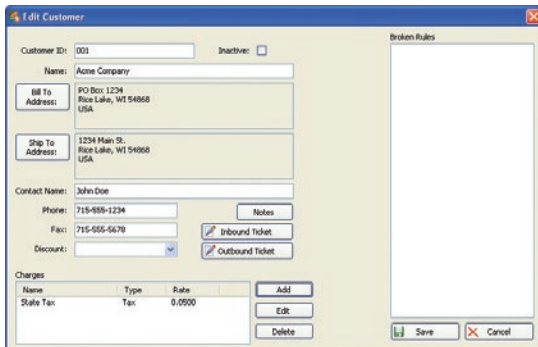 Edit Customer
Broken Rules
Customer ID: 001 Inactive:
Name: Acme Company
Bill To
Address:
PO Box 1234
Rice Lake, WI 54868
USA
Ship To
Address:
1234 Main St.
Rice Lake, WI 54868
USA
Contact Name: John Doe
Phone: 715-555-1234 Notes
Fax: 715-555-5678 Inbound Ticket
Discount: Outbound Ticket
Charges
Name Type Rate Add
State Tax Tax 0.0500
Edit
Delete
Save Cancel